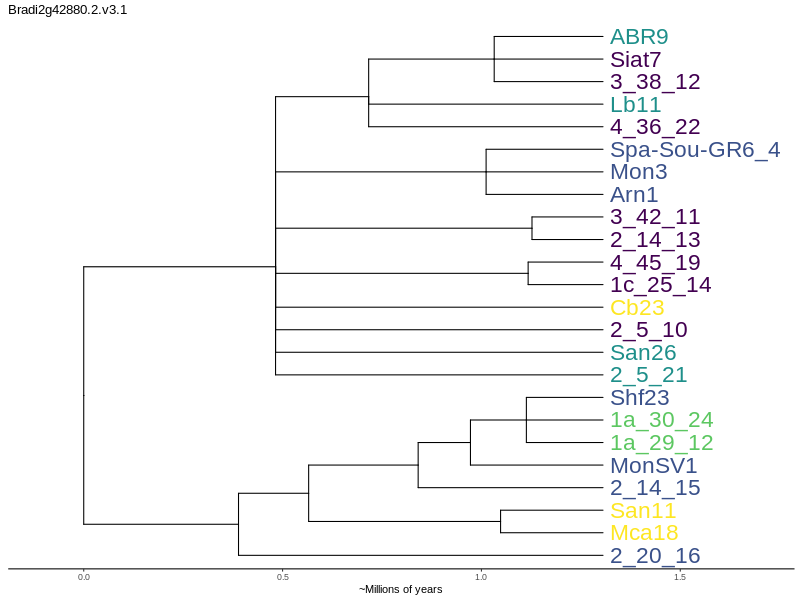 Bradi2g42880.2.v3.1
ABR9
Siat7
3_38_12
Lb11
4_36_22
Spa-Sou-GR6_4
Mon3
Arn1
3_42_11
2_14_13
4_45_19
1c_25_14
Cb23
2_5_10
San26
2_5_21
Shf23
1a_30_24
1a_29_12
MonSV1
2_14_15
San11
Mca18
2_20_16
0.0 0.5 1.0 1.5
~Millions of years